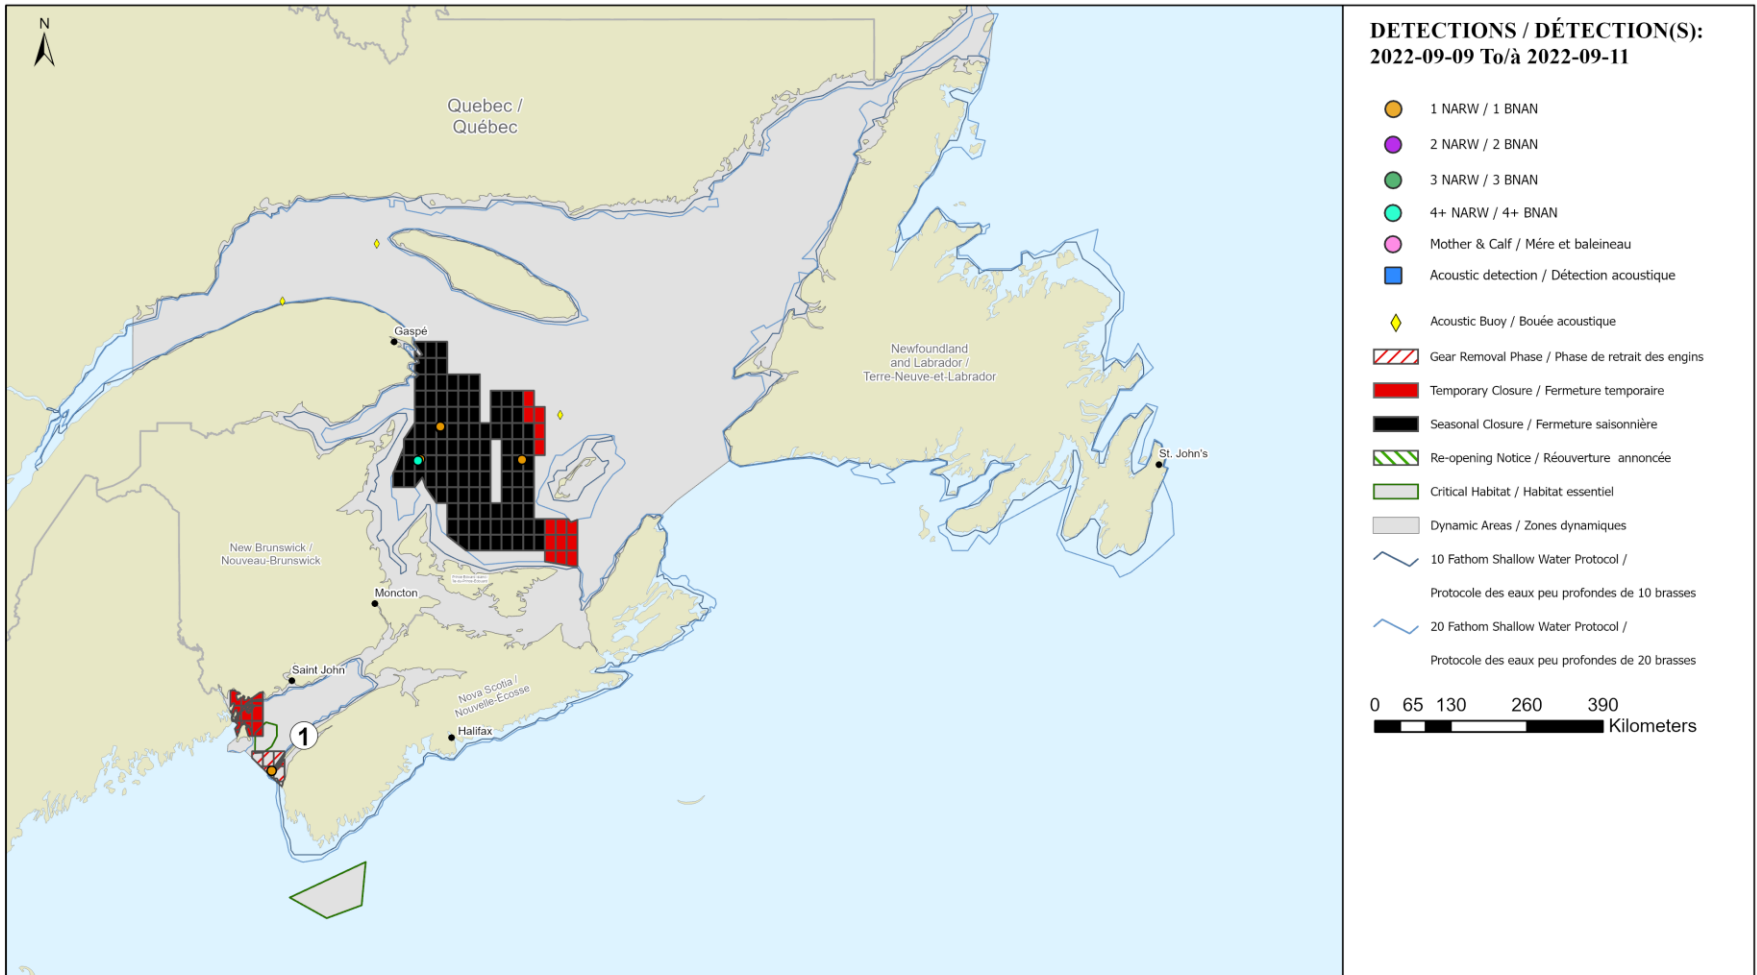 N
Quebec /
Québec
Gaspé
Newfoundland
and Labrador /
Terre-Neuve-et-Labrador
St. John's
New Brunswick /
Nouveau-Brunswick
Moncton
Saint John
Nova Scotia /
Nouvelle-Écosse
1
Halifax
DETECTIONS / DÉTECTION(S):
2022-09-09 To/à 2022-09-11
1 NARW / 1 BNAN
2 NARW / 2 BNAN
3 NARW / 3 BNAN
4+ NARW / 4+ BNAN
Mother & Calf / Mére et baleineau
Acoustic detection / Détection acoustique
Acoustic Buoy / Bouée acoustique
Gear Removal Phase / Phase de retrait des engins
Temporary Closure / Fermeture temporaire
Seasonal Closure / Fermeture saisonnière
Re-opening Notice / Réouverture annoncée
Critical Habitat / Habitat essentiel
Dynamic Areas / Zones dynamiques
10 Fathom Shallow Water Protocol /
Protocole des eaux peu profondes de 10 brasses
20 Fathom Shallow Water Protocol /
Protocole des eaux peu profondes de 20 brasses
0 65 130 260 390
Kilometers